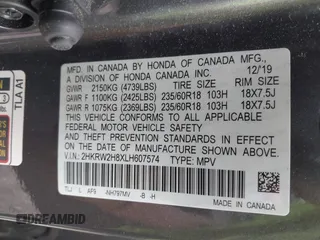 MFD. IN CANADA BY HONDA OF CANADA MFG.,
A DIVISION OF HONDA CANADA INC. 12/19
GVWR 2150KG (4739LBS) TIRE SIZE RIM SIZE
GAWR F 1100KG (2425LBS) 235/60R18 103H 18X7.5J
GAWR R 1075KG (2369LBS) 235/60R18 103H 18X7.5J
THIS VEHICLE CONFORMS TO ALL APPLICABLE
FEDERAL MOTOR VEHICLE SAFETY, BUMPER,
AND THEFT PREVENTION STANDARDS IN
EFFECT ON THE DATE OF MANUFACTURE
SHOWN ABOVE.
V.I.N: 2HKRW2H8XLH607574 TYPE: MPV
NH797MV -B -H
TLA A1
DREAMBID